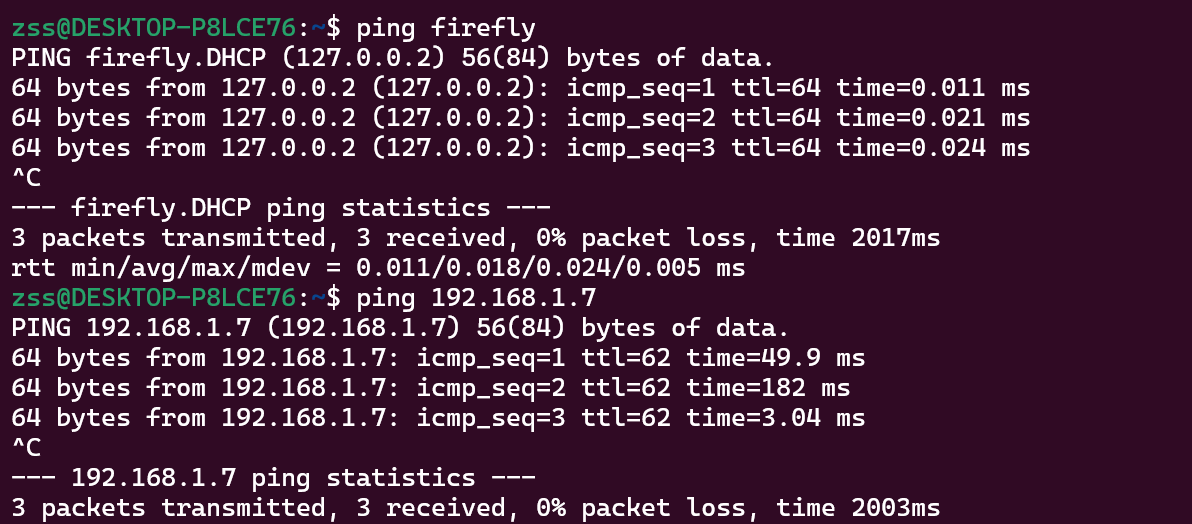 zss@DESKTOP-P8LCE76:~$ ping firefly
PING firefly.DHCP (127.0.0.2) 56(84) bytes of data.
64 bytes from 127.0.0.2 (127.0.0.2): icmp_seq=1 ttl=64 time=0.011 ms
64 bytes from 127.0.0.2 (127.0.0.2): icmp_seq=2 ttl=64 time=0.021 ms
64 bytes from 127.0.0.2 (127.0.0.2): icmp_seq=3 ttl=64 time=0.024 ms
^C
--- firefly.DHCP ping statistics ---
3 packets transmitted, 3 received, 0% packet loss, time 2017ms
rtt min/avg/max/mdev = 0.011/0.018/0.024/0.005 ms
zss@DESKTOP-P8LCE76:~$ ping 192.168.1.7
PING 192.168.1.7 (192.168.1.7) 56(84) bytes of data.
64 bytes from 192.168.1.7: icmp_seq=1 ttl=62 time=49.9 ms
64 bytes from 192.168.1.7: icmp_seq=2 ttl=62 time=182 ms
64 bytes from 192.168.1.7: icmp_seq=3 ttl=62 time=3.04 ms
^C
--- 192.168.1.7 ping statistics ---
3 packets transmitted, 3 received, 0% packet loss, time 2003ms